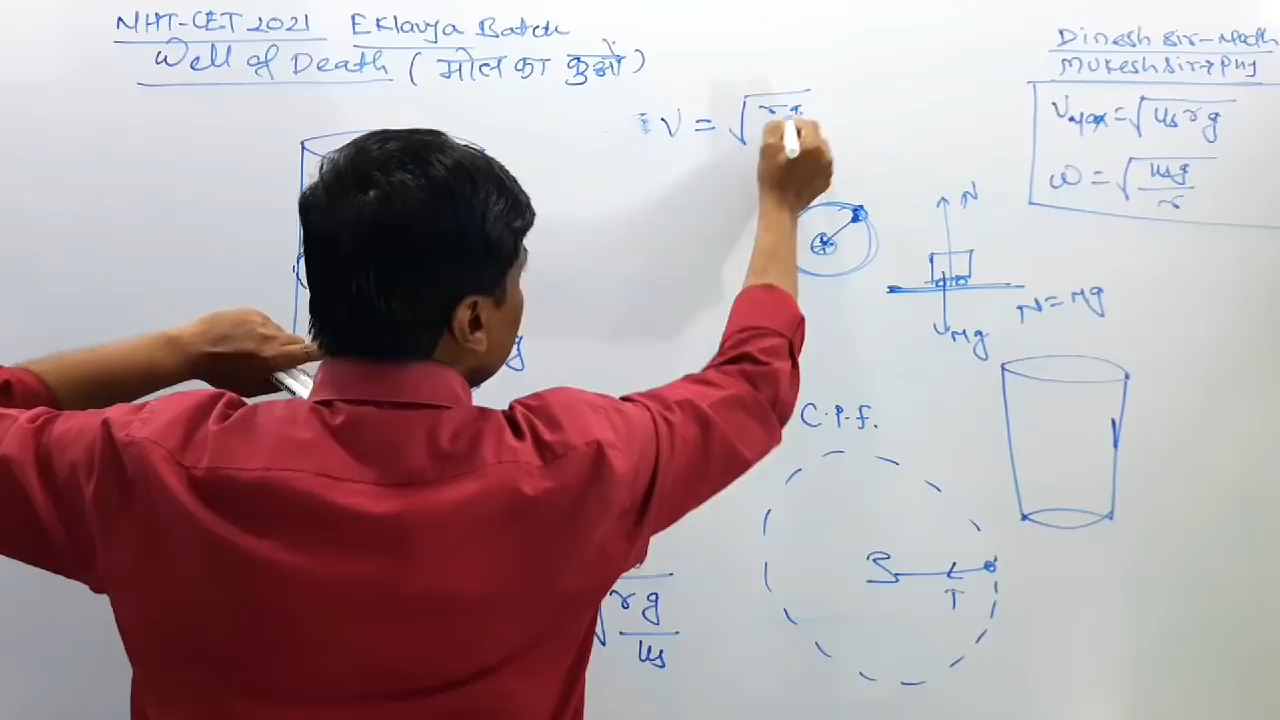 MHT-CET 2021 Eklavya Batch
Well of Death (मोल का कुआँ)
Dinesh Sir - Math
Mukesh Sir → Phy
Vmax = √μs r g
ω = √μs g / r
V = √rg
N
N = Mg
Mg
g
C.P.F.
T
√rg / μs